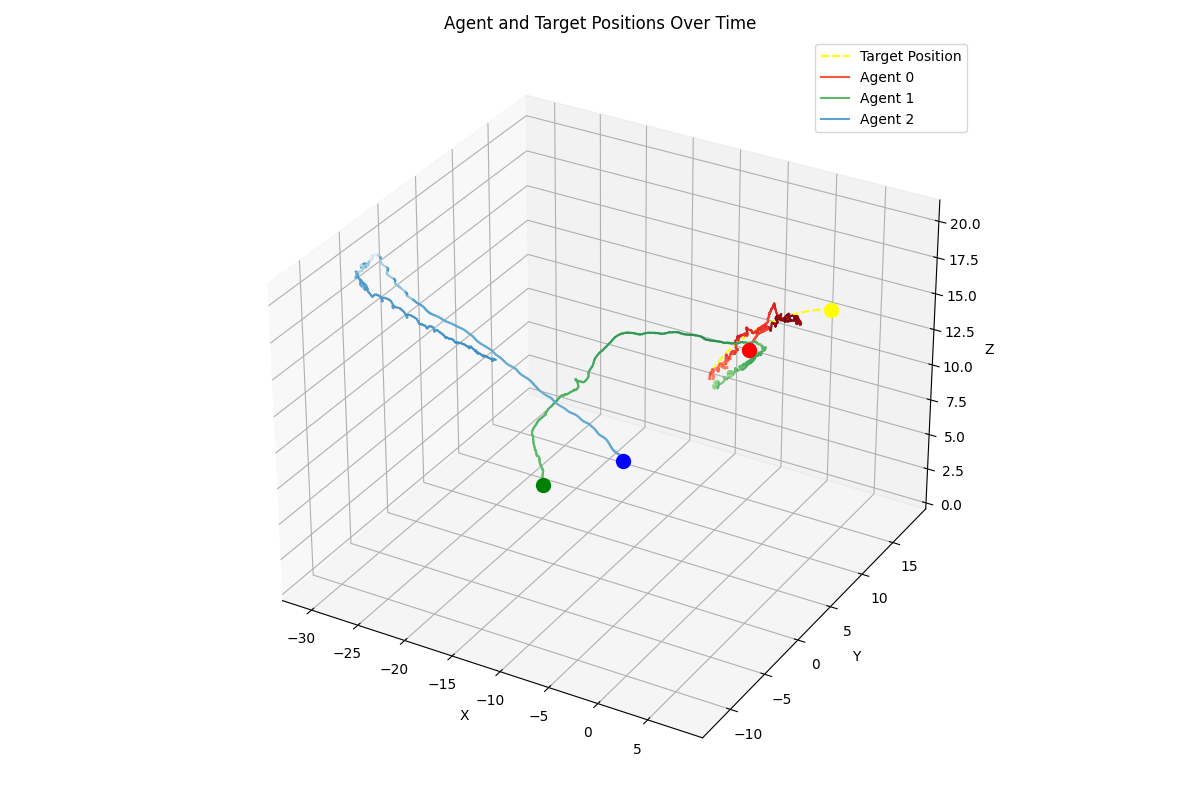 Agent and Target Positions Over Time
Target Position
Agent 0
Agent 1
Agent 2
20.0
17.5
15.0
12.5
10.0
7.5
5.0
2.5
0.0
Z
15
10
5
0
−5
−10
Y
−30
−25
−20
−15
−10
−5
0
5
X